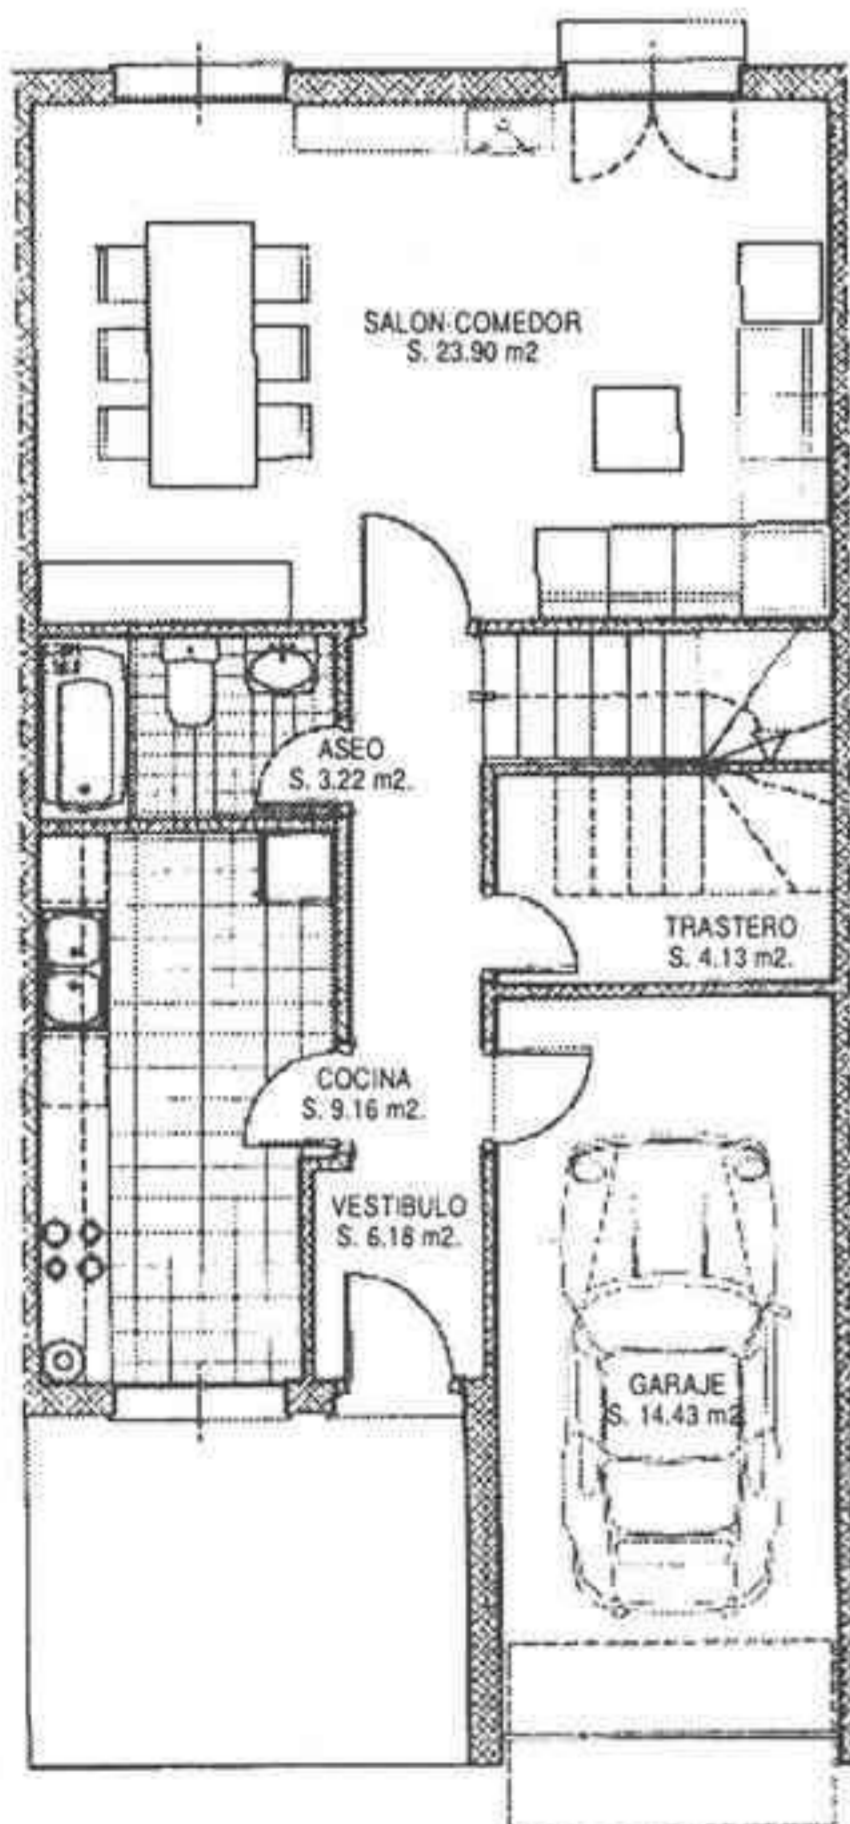 SALON-COMEDOR
S. 23.90 m2
ASEO
S. 3.22 m2.
TRASTERO
S. 4.13 m2.
COCINA
S. 9.16 m2.
VESTIBULO
S. 6.16 m2.
GARAJE
S. 14.43 m2